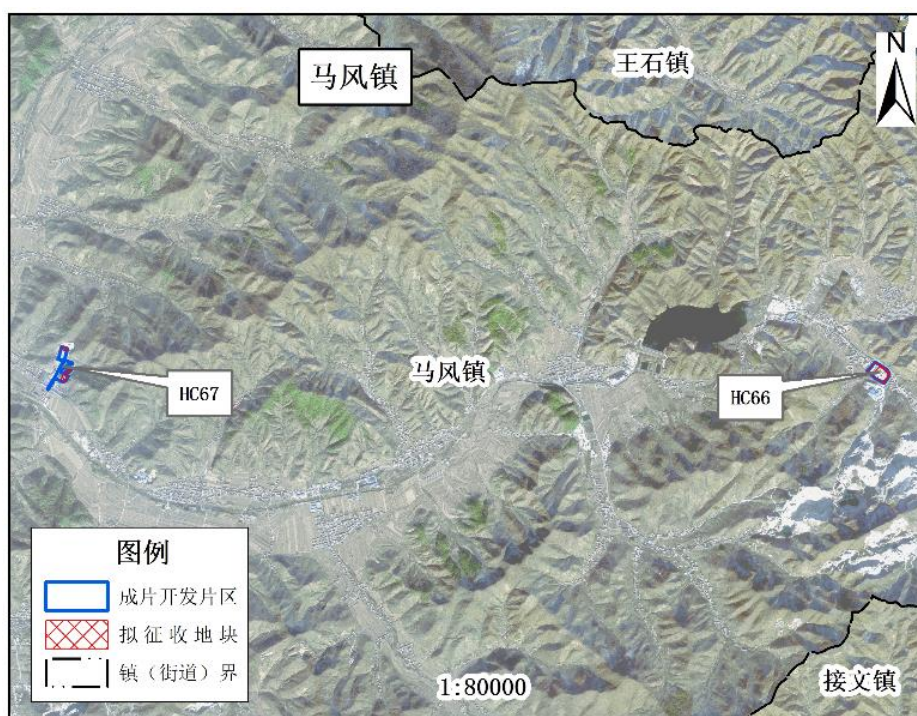 马风镇
王石镇
N
马风镇
HC67
HC66
图例
成片开发片区
拟征收地块
镇（街道）界
1:80000
接文镇